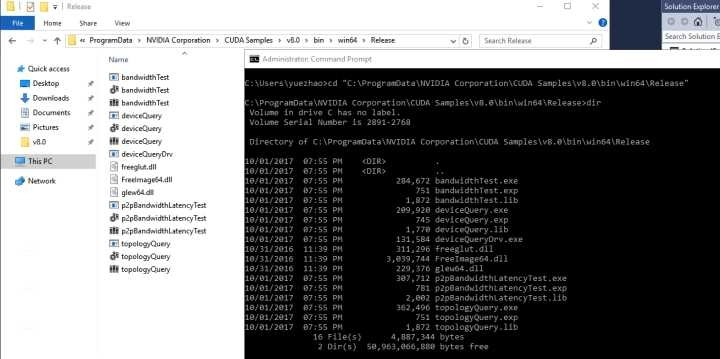 Release
Solution Explorer
File Home Share View
« ProgramData > NVIDIA Corporation > CUDA Samples > v8.0 > bin > win64 > Release
Search Release
Search Solution E
Quick access
Desktop
Downloads
Documents
Pictures
v8.0
This PC
Network
Name
bandwidthTest
bandwidthTest
bandwidthTest
deviceQuery
deviceQuery
deviceQuery
deviceQueryDrv
freeglut.dll
FreeImage64.dll
glew64.dll
p2pBandwidthLatencyTest
p2pBandwidthLatencyTest
p2pBandwidthLatencyTest
topologyQuery
topologyQuery
topologyQuery
Administrator: Command Prompt
C:\Users\yuezhao>cd "C:\ProgramData\NVIDIA Corporation\CUDA Samples\v8.0\bin\win64\Release"
C:\ProgramData\NVIDIA Corporation\CUDA Samples\v8.0\bin\win64\Release>dir
Volume in drive C has no label.
Volume Serial Number is 2891-2768
Directory of C:\ProgramData\NVIDIA Corporation\CUDA Samples\v8.0\bin\win64\Release
10/01/2017 07:55 PM <DIR> .
10/01/2017 07:55 PM <DIR> ..
10/01/2017 07:55 PM 284,672 bandwidthTest.exe
10/01/2017 07:55 PM 751 bandwidthTest.exp
10/01/2017 07:55 PM 1,872 bandwidthTest.lib
10/01/2017 07:55 PM 209,920 deviceQuery.exe
10/01/2017 07:55 PM 745 deviceQuery.exp
10/01/2017 07:55 PM 1,770 deviceQuery.lib
10/01/2017 07:55 PM 131,584 deviceQueryDrv.exe
10/31/2016 11:39 PM 311,296 freeglut.dll
10/31/2016 11:39 PM 3,039,744 FreeImage64.dll
10/31/2016 11:39 PM 229,376 glew64.dll
10/01/2017 07:55 PM 307,712 p2pBandwidthLatencyTest.exe
10/01/2017 07:55 PM 781 p2pBandwidthLatencyTest.exp
10/01/2017 07:55 PM 2,002 p2pBandwidthLatencyTest.lib
10/01/2017 07:55 PM 362,496 topologyQuery.exe
10/01/2017 07:55 PM 751 topologyQuery.exp
10/01/2017 07:55 PM 1,872 topologyQuery.lib
16 File(s) 4,887,344 bytes
2 Dir(s) 50,963,066,880 bytes free